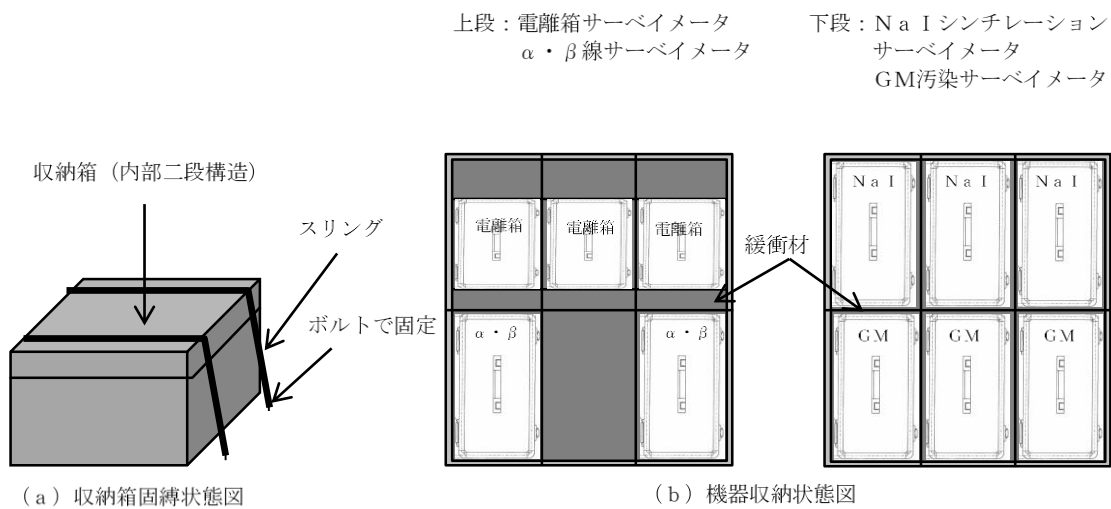 上段：電離箱サーベイメータ
α・β線サーベイメータ
下段：ＮａＩシンチレーション
サーベイメータ
ＧＭ汚染サーベイメータ
収納箱（内部二段構造）
スリング
ボルトで固定
（ａ）収納箱固縛状態図
電離箱
電離箱
電離箱
α・β
α・β
緩衝材
ＮａＩ
ＮａＩ
ＮａＩ
ＧＭ
ＧＭ
ＧＭ
（ｂ）機器収納状態図